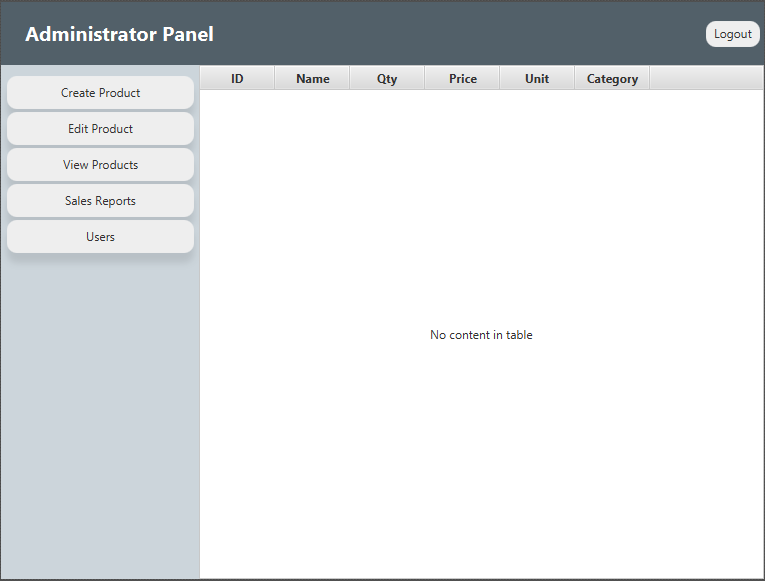 Administrator Panel
Logout
Create Product
Edit Product
View Products
Sales Reports
Users
ID Name Qty Price Unit Category
No content in table